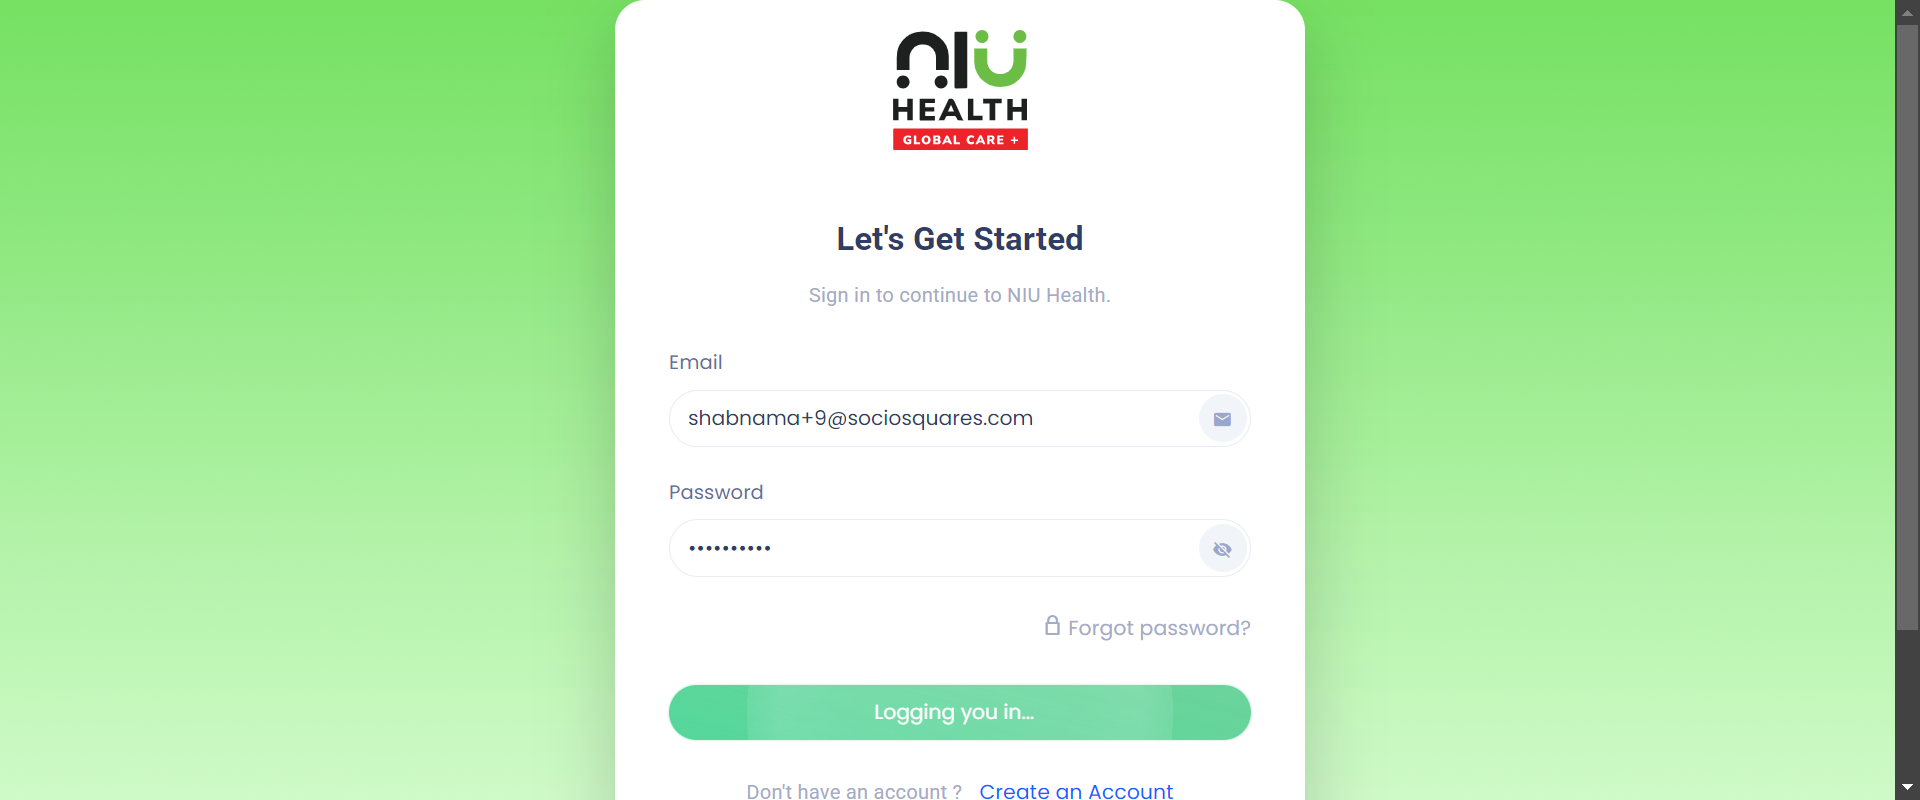 NIU
HEALTH
GLOBAL CARE +
Let's Get Started
Sign in to continue to NIU Health.
Email
shabnama+9@sociosquares.com
Password
••••••••••
Forgot password?
Logging you in...
Don't have an account ? Create an Account